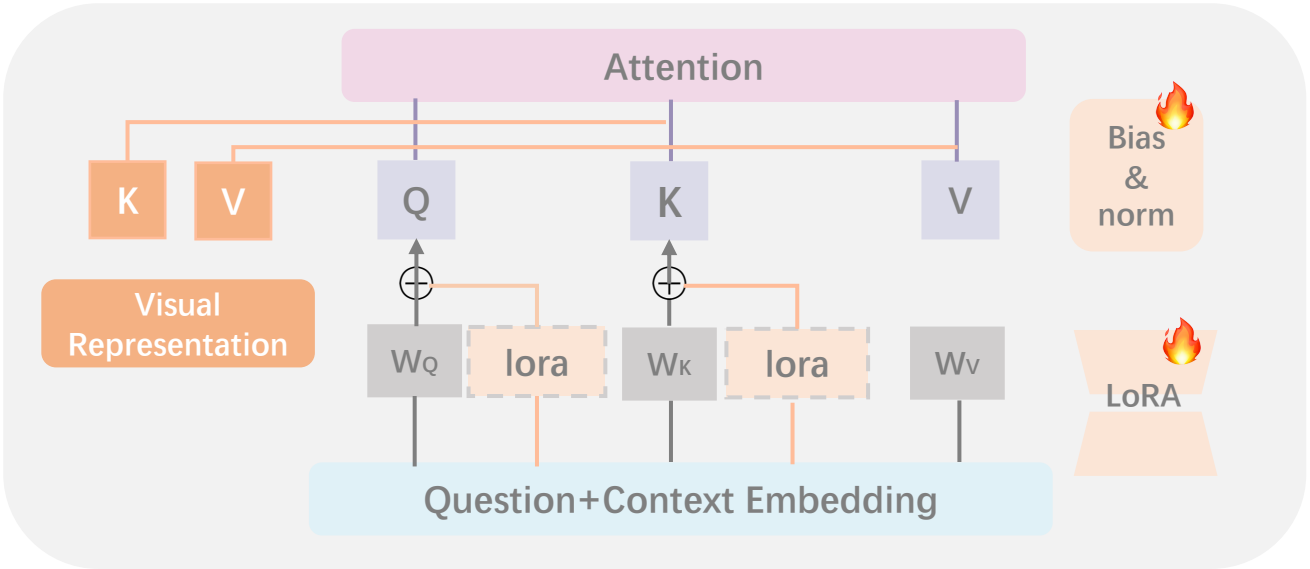 Attention
Bias
&
norm
K
V
Q
K
V
Visual
Representation
WQ
lora
WK
lora
WV
LoRA
Question+Context Embedding